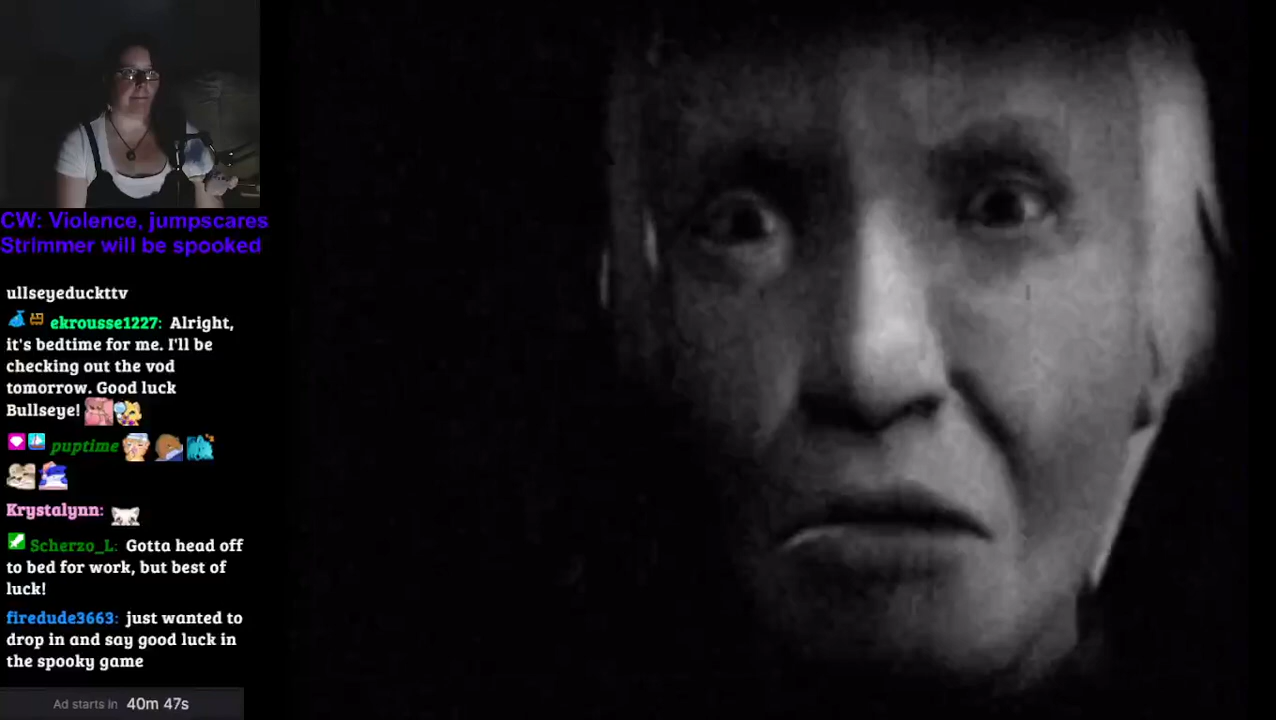 CW: Violence, jumpscares
Strimmer will be spooked
ullseyeduckttv
ekrousse1227: Alright,
it's bedtime for me. I'll be
checking out the vod
tomorrow. Good luck
Bullseye!
puptime
Krystalynn:
Scherzo_L: Gotta head off
to bed for work, but best of
luck!
firedude3663: just wanted to
drop in and say good luck in
the spooky game
Ad starts in 40m 47s